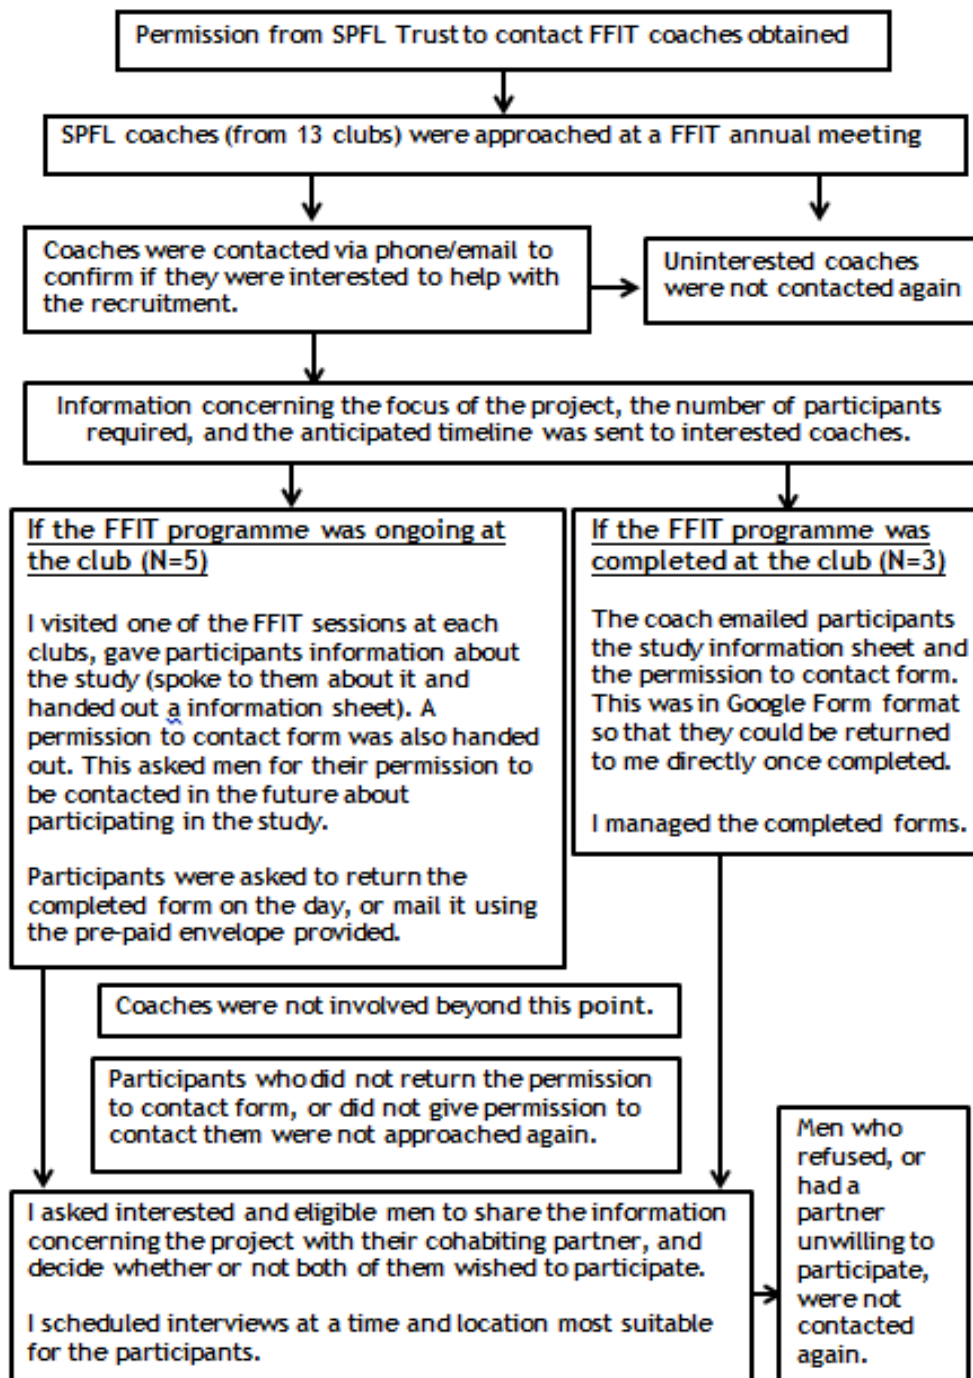 Permission from SPFL Trust to contact FFIT coaches obtained
SPFL coaches (from 13 clubs) were approached at a FFIT annual meeting
Coaches were contacted via phone/email to
confirm if they were interested to help with
the recruitment.
Uninterested coaches
were not contacted again
Information concerning the focus of the project, the number of participants
required, and the anticipated timeline was sent to interested coaches.
If the FFIT programme was ongoing at
the club (N=5)
I visited one of the FFIT sessions at each
clubs, gave participants information about
the study (spoke to them about it and
handed out a information sheet). A
permission to contact form was also handed
out. This asked men for their permission to
be contacted in the future about
participating in the study.
Participants were asked to return the
completed form on the day, or mail it using
the pre-paid envelope provided.
If the FFIT programme was
completed at the club (N=3)
The coach emailed participants
the study information sheet and
the permission to contact form.
This was in Google Form format
so that they could be returned
to me directly once completed.
I managed the completed forms.
Coaches were not involved beyond this point.
Participants who did not return the permission
to contact form, or did not give permission to
contact them were not approached again.
I asked interested and eligible men to share the information
concerning the project with their cohabiting partner, and
decide whether or not both of them wished to participate.
I scheduled interviews at a time and location most suitable
for the participants.
Men who
refused, or
had a
partner
unwilling to
participate,
were not
contacted
again.